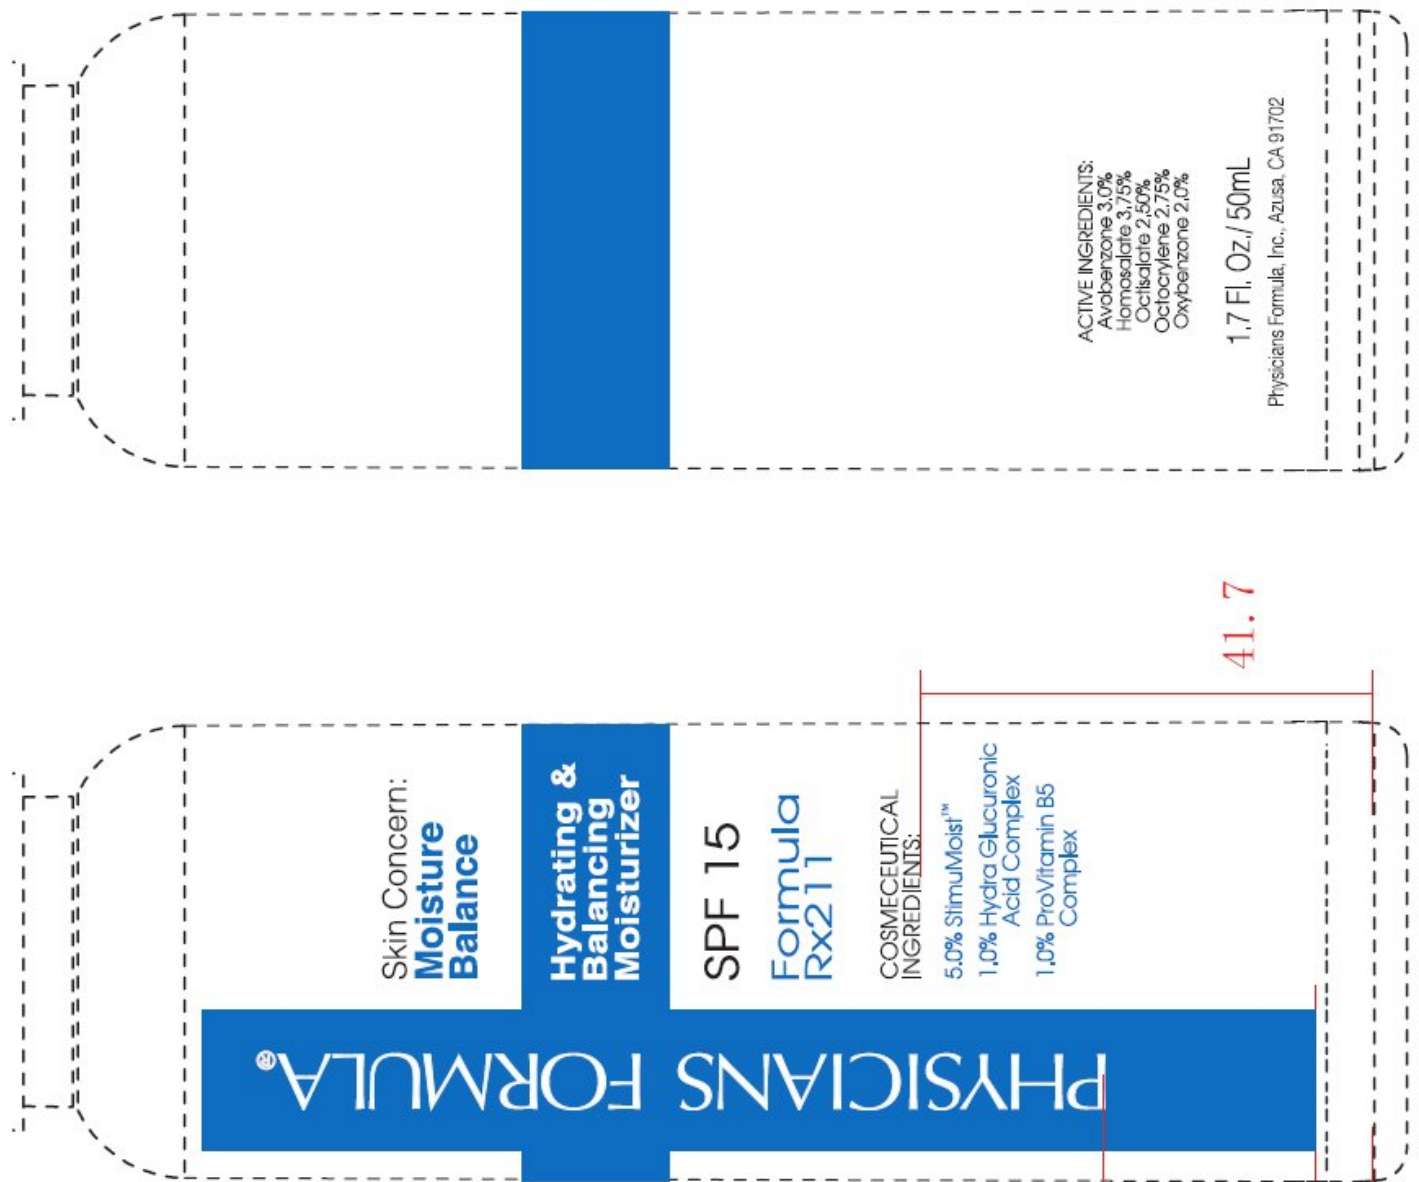 ACTIVE INGREDIENTS:
Avobenzone 3.0%
Homosalate 3.75%
Octisalate 2.50%
Octocrylene 2.75%
Oxybenzone 2.0%
1.7 Fl. Oz./ 50mL
Physicians Formula, Inc., Azusa, CA 91702
41.7
Skin Concern:
Moisture
Balance
Hydrating &
Balancing
Moisturizer
SPF 15
Formula
Rx211
COSMECEUTICAL
INGREDIENTS:
5.0% StimuMoist™
1.0% Hydra Glucuronic
Acid Complex
1.0% ProVitamin B5
Complex
PHYSICIANS FORMULA®